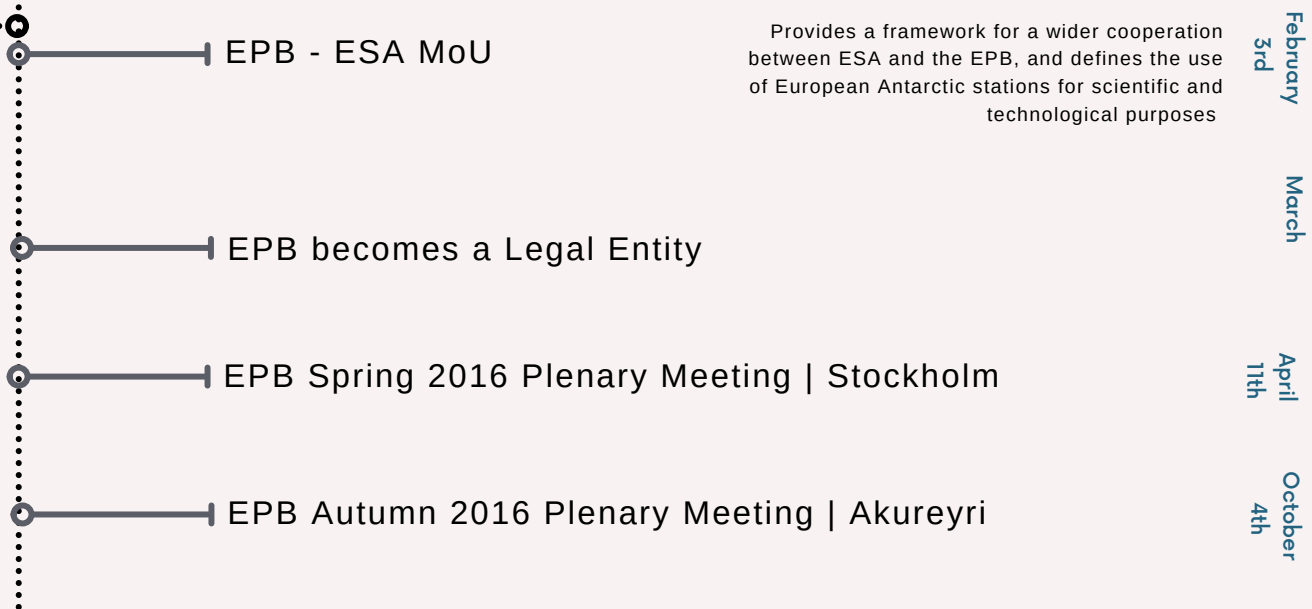 EPB - ESA MoU
Provides a framework for a wider cooperation
between ESA and the EPB, and defines the use
of European Antarctic stations for scientific and
technological purposes
February
3rd
EPB becomes a Legal Entity
March
EPB Spring 2016 Plenary Meeting | Stockholm
April
11th
EPB Autumn 2016 Plenary Meeting | Akureyri
October
4th